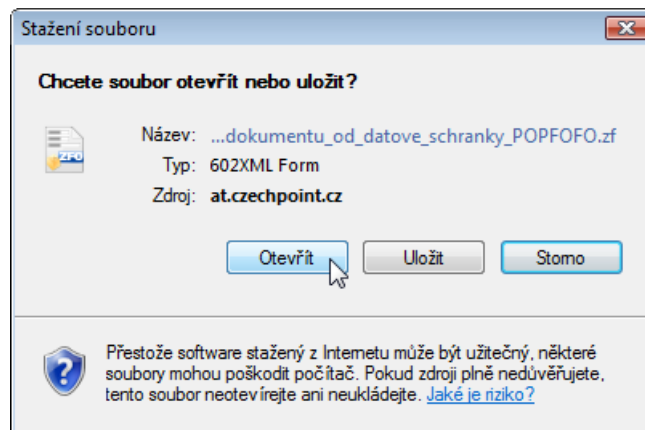 Stažení souboru
Chcete soubor otevřít nebo uložit?
ZFO
Název: ...dokumentu_od_datove_schranky_POPFOFO.zf
Typ: 602XML Form
Zdroj: at.czechpoint.cz
Otevřít Uložit Storno
Přestože software stažený z Internetu může být užitečný, některé
soubory mohou poškodit počítač. Pokud zdroji plně nedůvěřujete,
tento soubor neotevírejte ani neukládejte. Jaké je riziko?